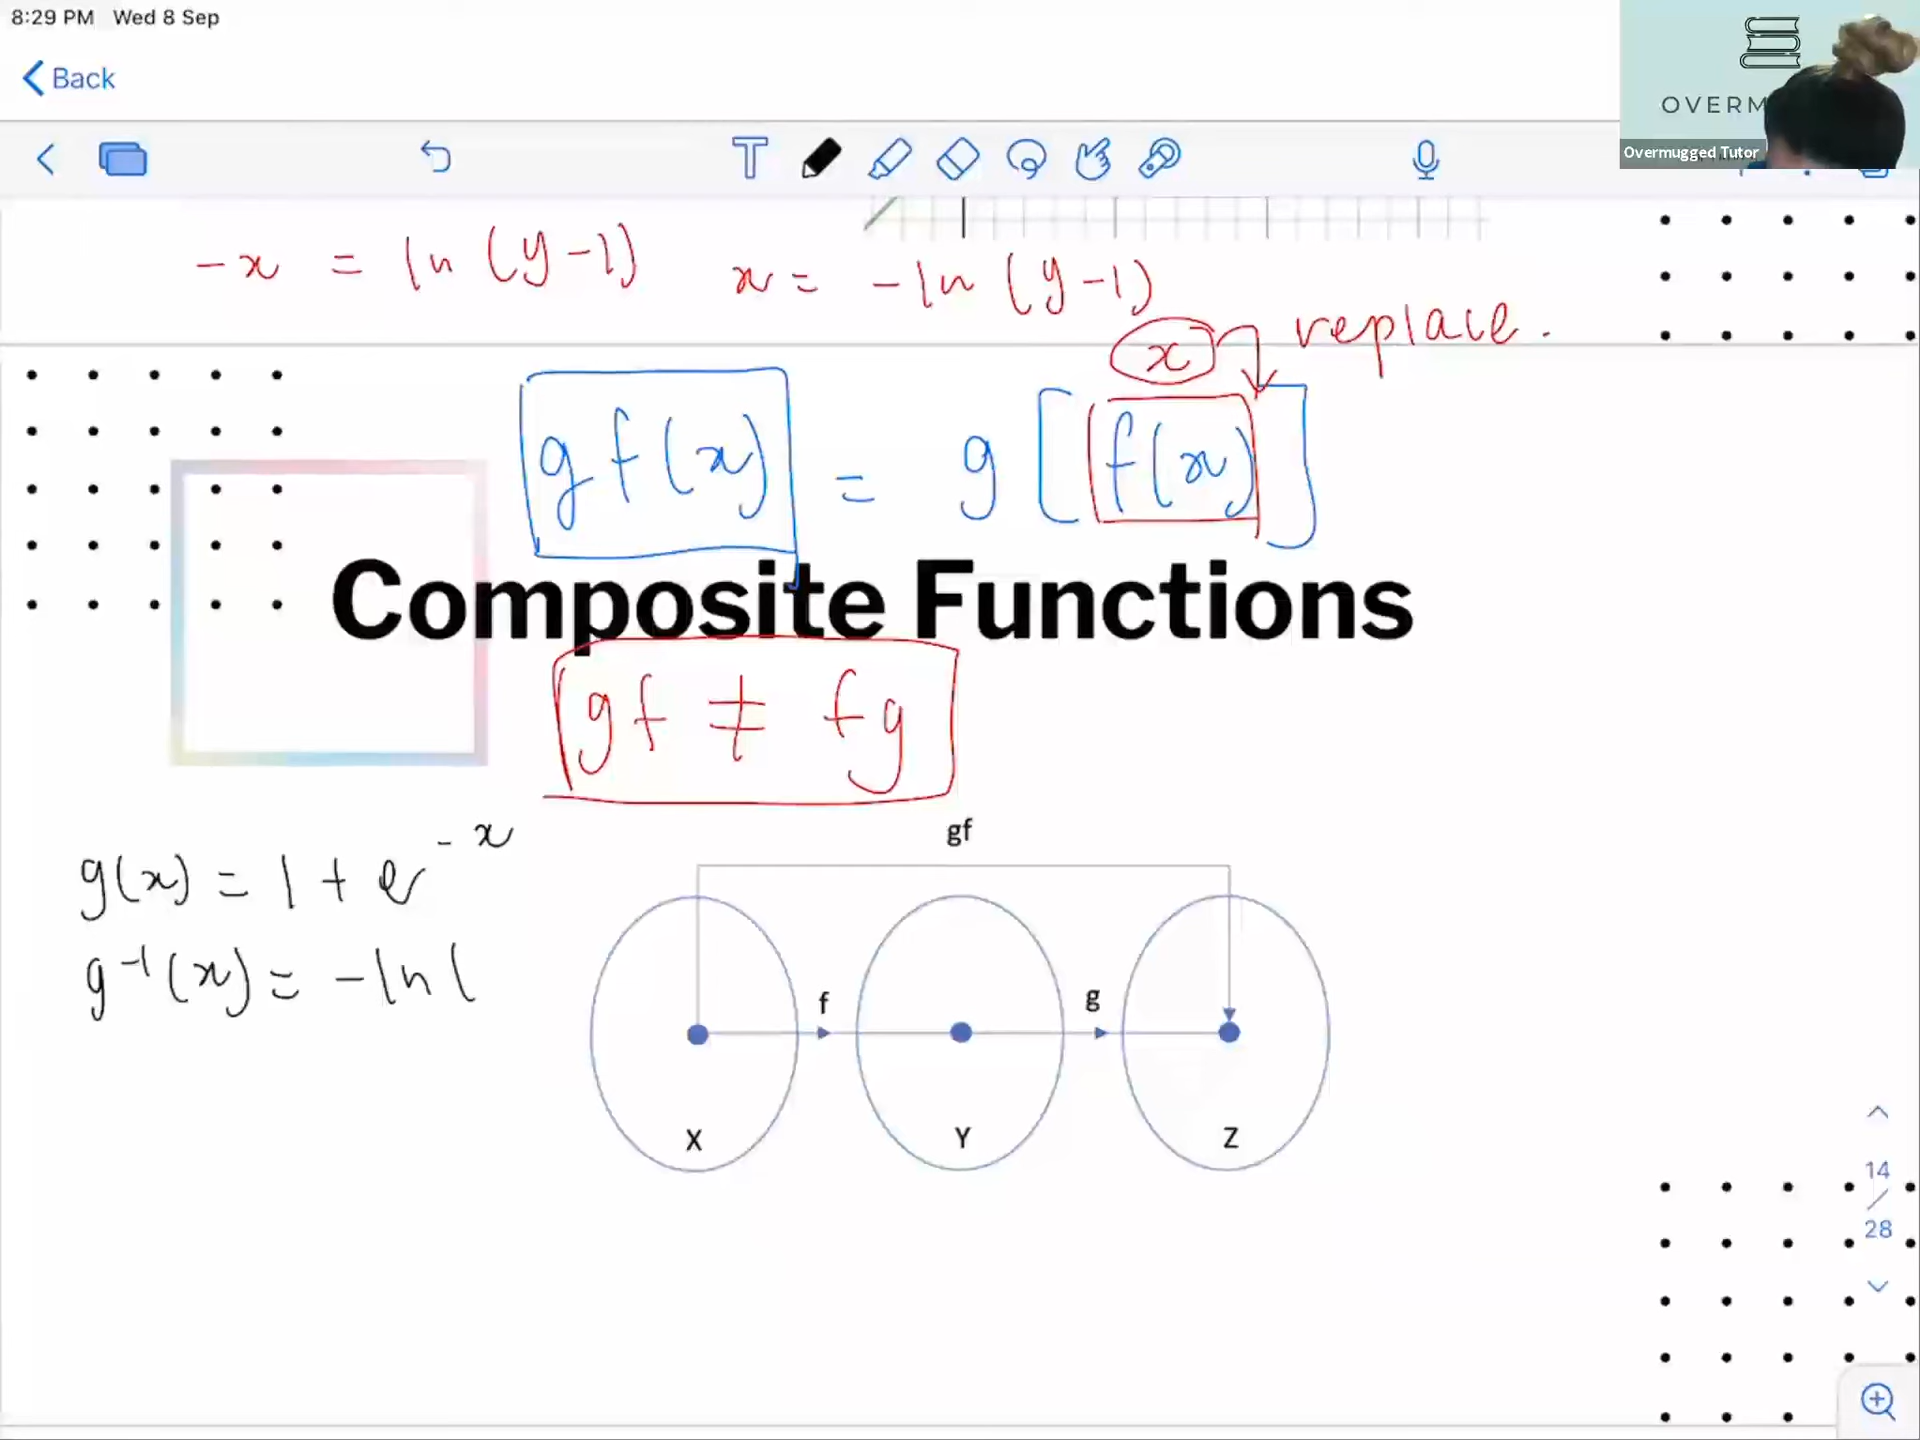 8:29 PM Wed 8 Sep
Back
OVERM
Overmugged Tutor
-x = ln (y-1)
x = -ln (y-1)
x replace.
gf(x) = g[f(x)]
Composite Functions
gf ≠ fg
gf
g(x) = 1 + e^-x
g^-1(x) = -ln(
f
g
X
Y
Z
14
/
28